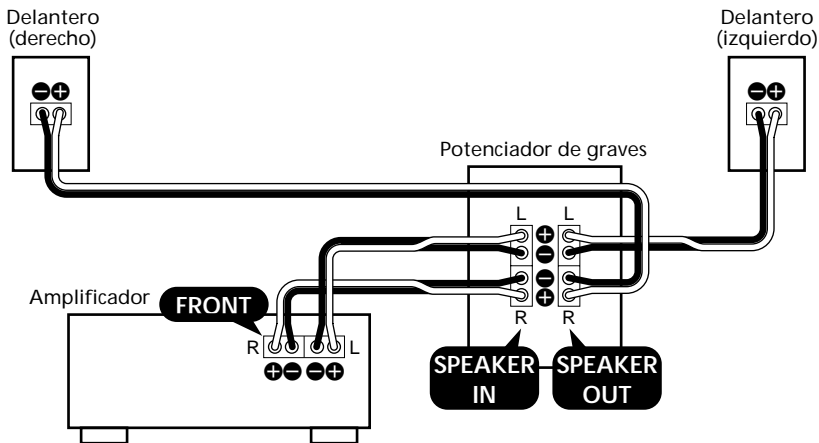 Delantero
(derecho)
Delantero
(izquierdo)
Potenciador de graves
L
L
Amplificador
FRONT
R
L
R
R
SPEAKER
IN
SPEAKER
OUT